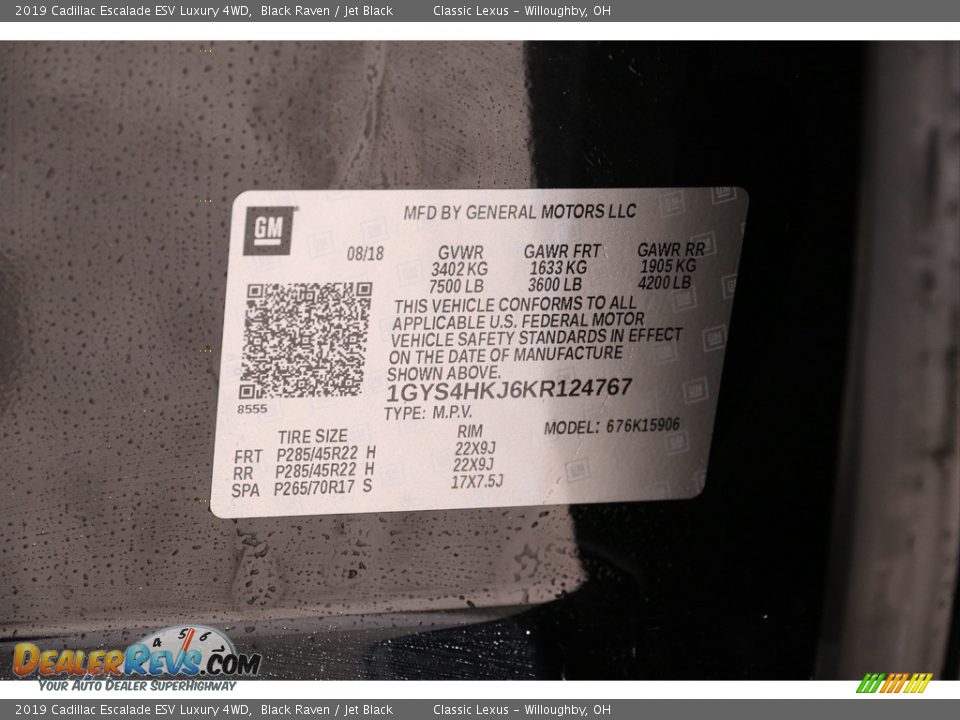 2019 Cadillac Escalade ESV Luxury 4WD, Black Raven / Jet Black Classic Lexus - Willoughby, OH
GM
MFD BY GENERAL MOTORS LLC
08/18 GVWR GAWR FRT GAWR RR
3402 KG 1633 KG 1905 KG
7500 LB 3600 LB 4200 LB
THIS VEHICLE CONFORMS TO ALL
APPLICABLE U.S. FEDERAL MOTOR
VEHICLE SAFETY STANDARDS IN EFFECT
ON THE DATE OF MANUFACTURE
SHOWN ABOVE.
1GYS4HKJ6KR124767
8555
TYPE: M.P.V.
MODEL: 676K15906
TIRE SIZE RIM
FRT P285/45R22 H 22X9J
RR P285/45R22 H 22X9J
SPA P265/70R17 S 17X7.5J
4 5 6
DEALERREVS.COM
YOUR AUTO DEALER SUPERHIGHWAY
2019 Cadillac Escalade ESV Luxury 4WD, Black Raven / Jet Black Classic Lexus - Willoughby, OH